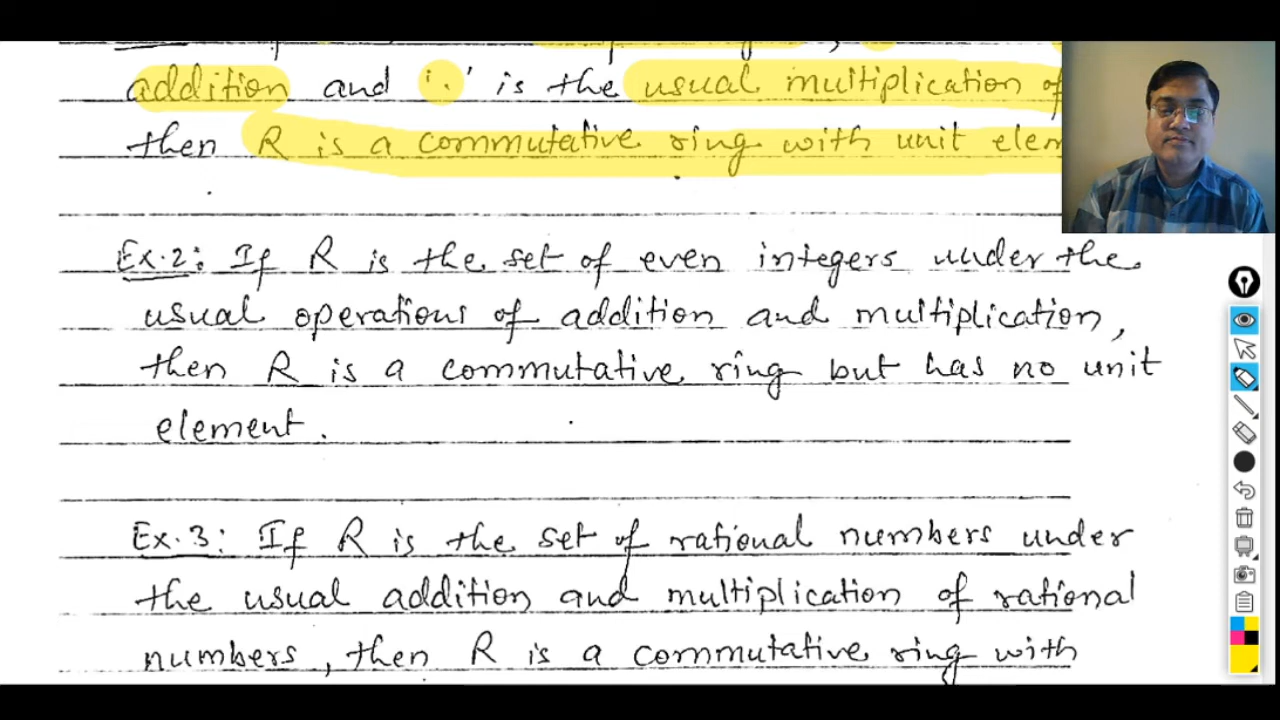 addition and '.' is the usual multiplication of
then R is a commutative ring with unit
Ex.2: If R is the set of even integers under the
usual operations of addition and multiplication,
then R is a commutative ring but has no unit
element.
Ex.3: If R is the set of rational numbers under
the usual addition and multiplication of rational
numbers, then R is a commutative ring with